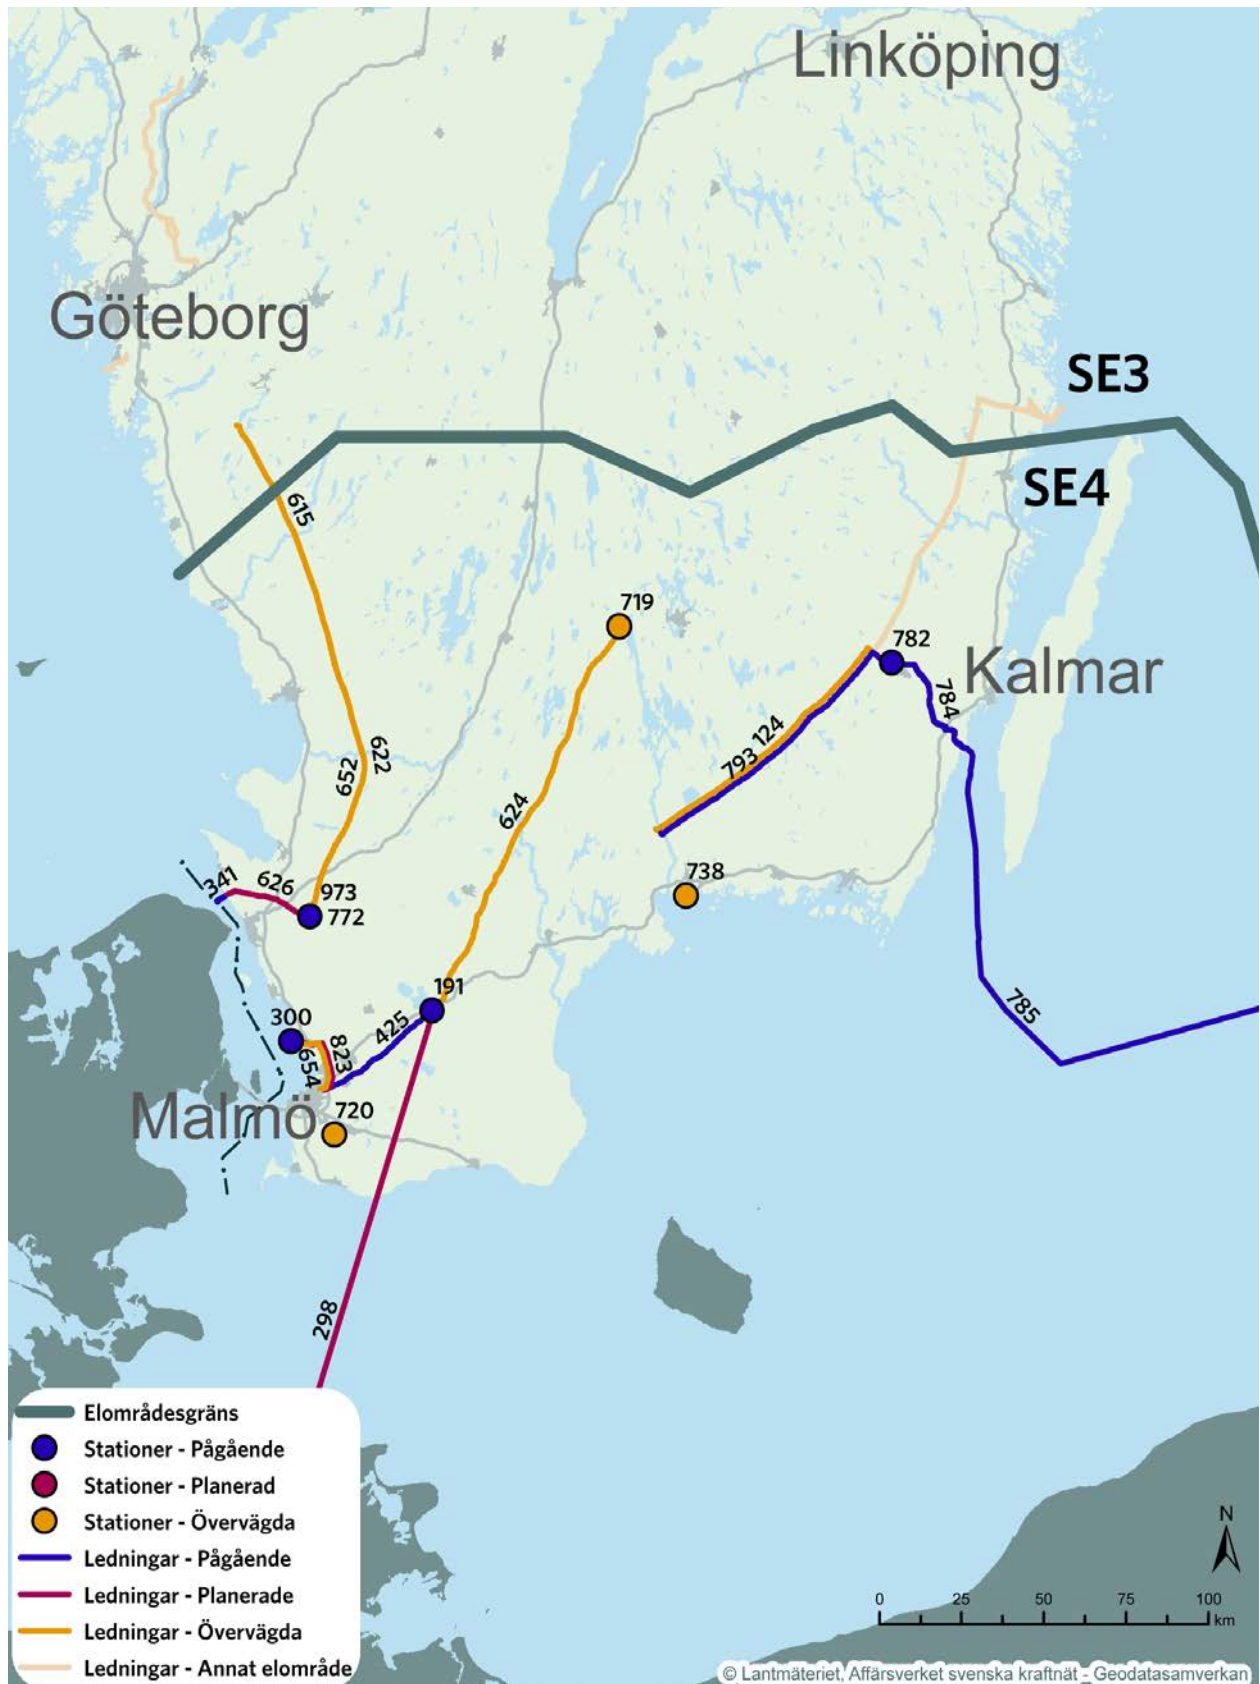 Linköping
Göteborg
SE3
SE4
615
719
782
Kalmar
784
124
793
622
652
624
738
341
626
973
772
191
785
300
425
823
654
Malmö
720
298
Elområdesgräns
Stationer - Pågående
Stationer - Planerad
Stationer - Övervägda
Ledningar - Pågående
Ledningar - Planerade
Ledningar - Övervägda
Ledningar - Annat elområde
N
0 25 50 75 100
km
© Lantmäteriet, Affärsverket svenska kraftnät - Geodatasamverkan